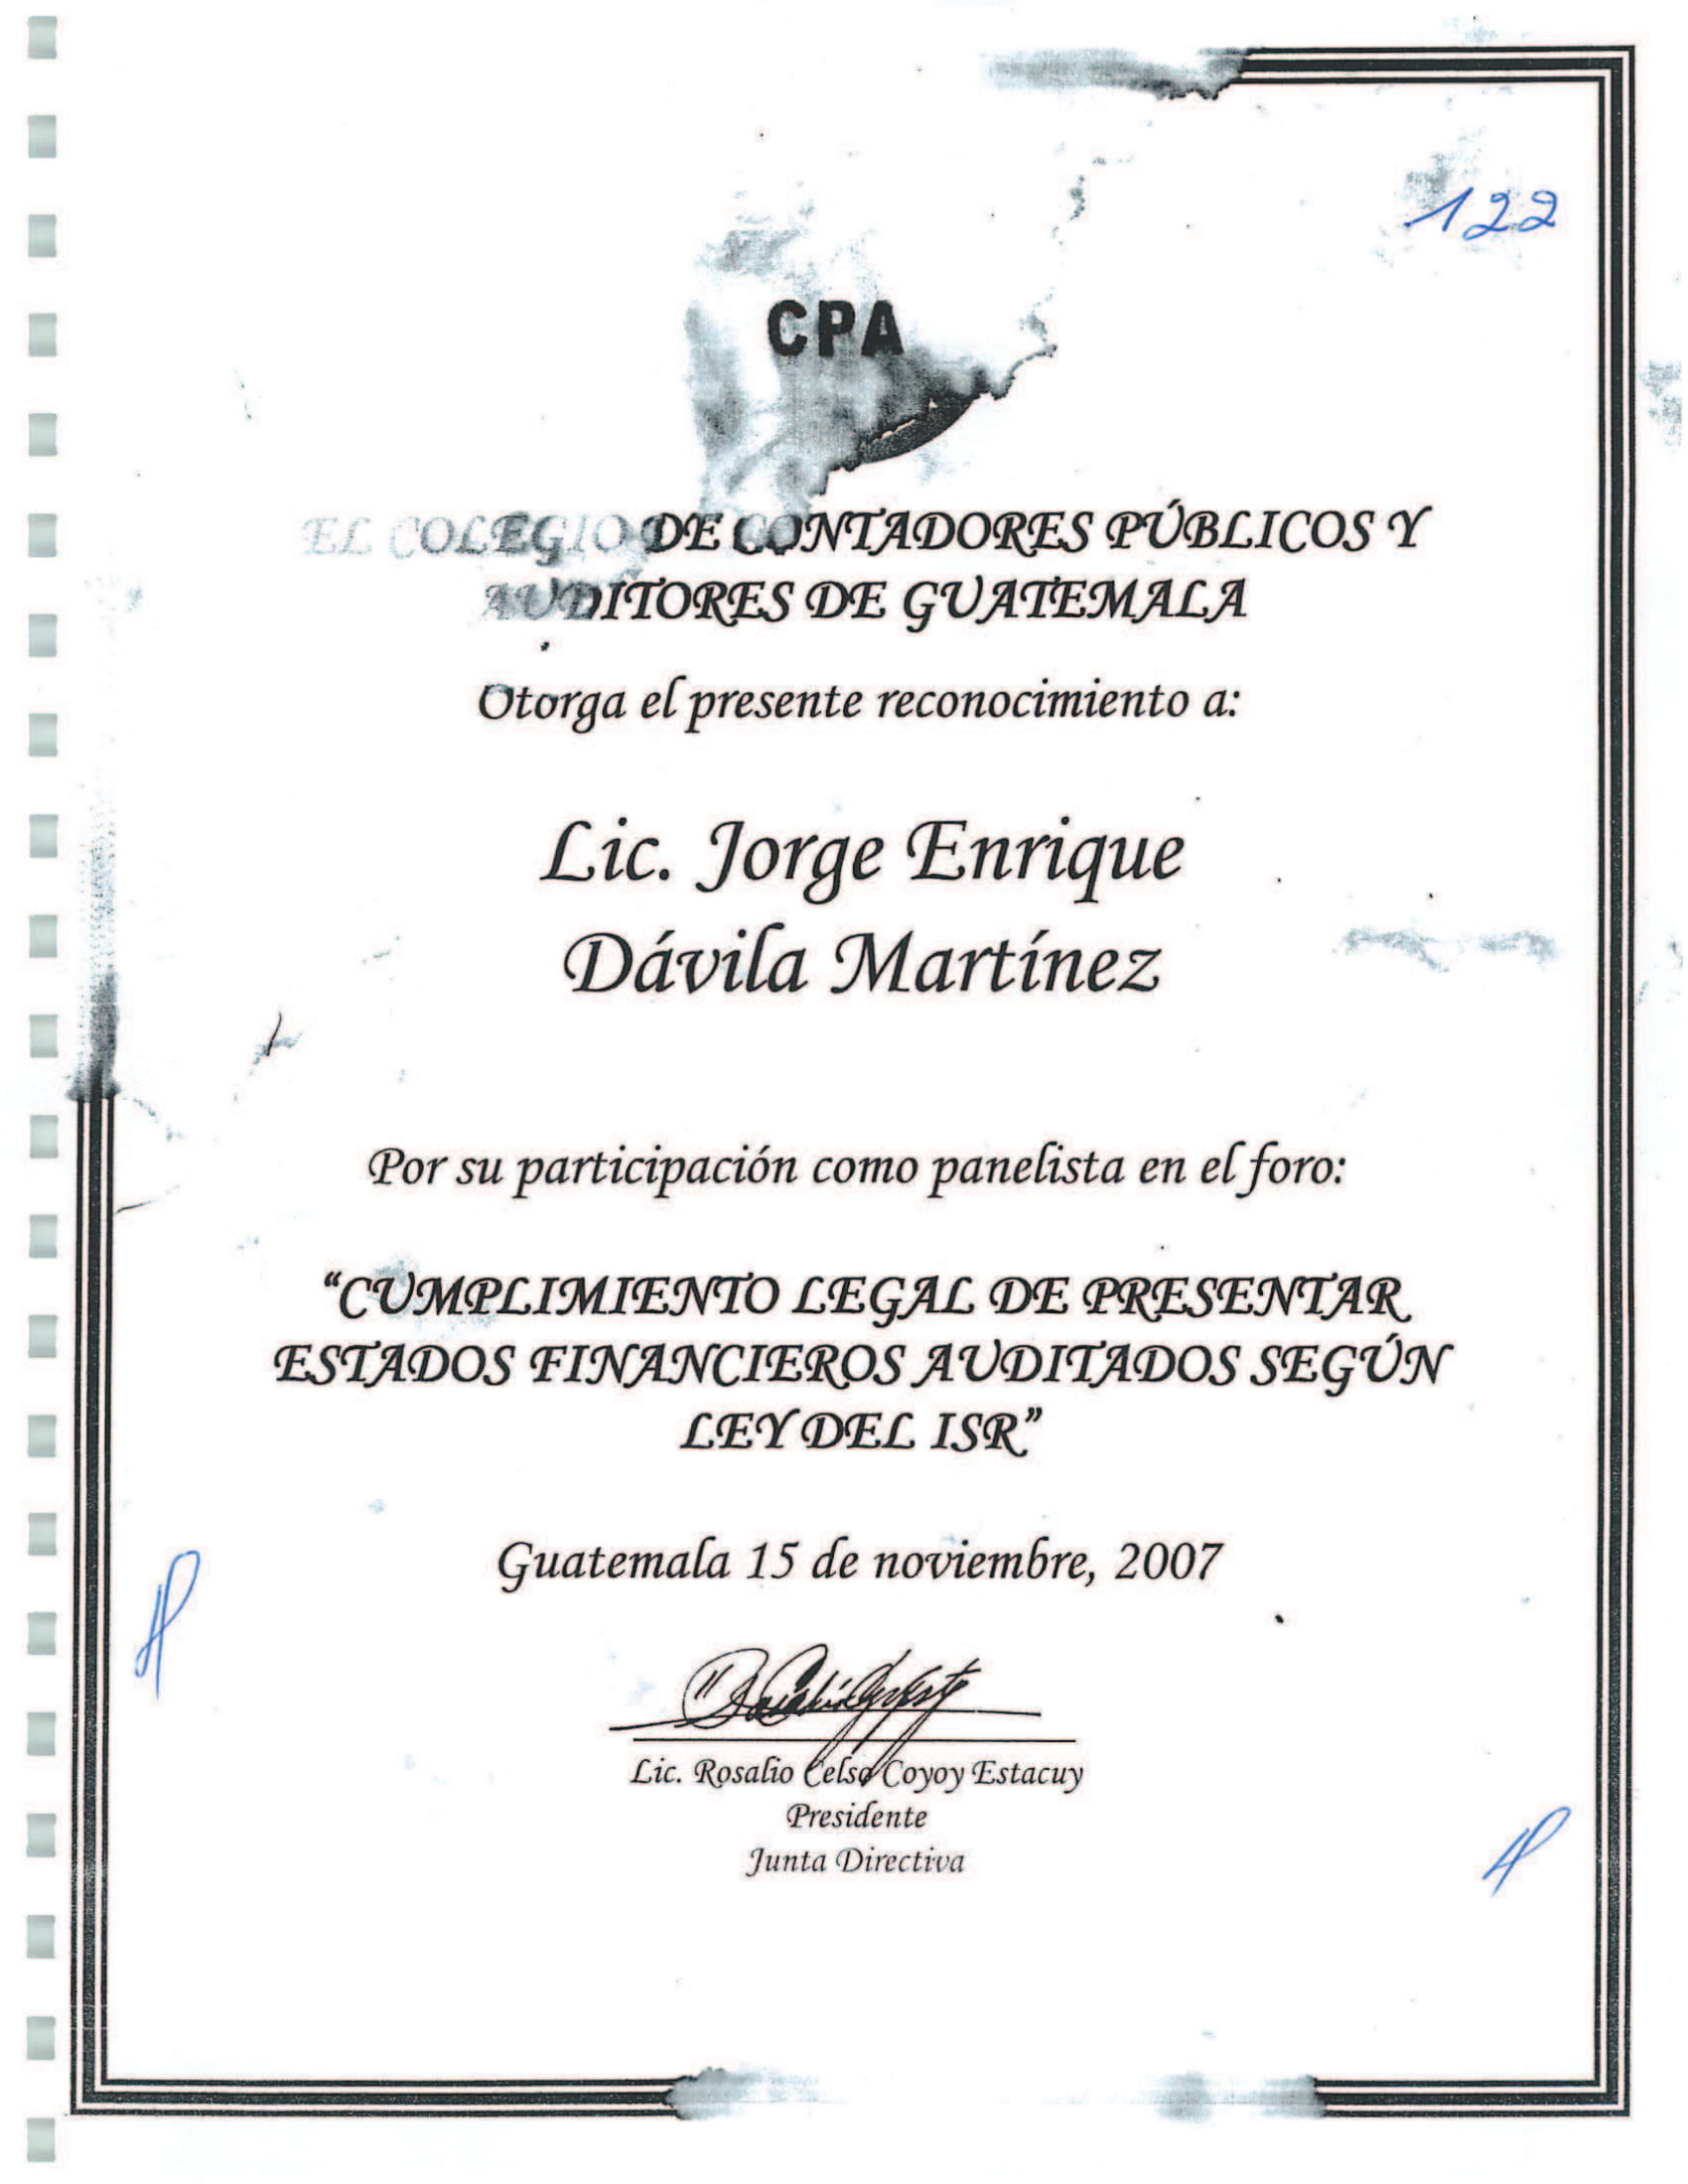 122
CPA
EL COLEGIO DE CONTADORES PÚBLICOS Y
AUDITORES DE GUATEMALA
Otorga el presente reconocimiento a:
Lic. Jorge Enrique
Dávila Martínez
Por su participación como panelista en el foro:
“CUMPLIMIENTO LEGAL DE PRESENTAR
ESTADOS FINANCIEROS AUDITADOS SEGÚN
LEY DEL ISR”
Guatemala 15 de noviembre, 2007
Lic. Rosalio Celso Coyoy Estacuy
Presidente
Junta Directiva